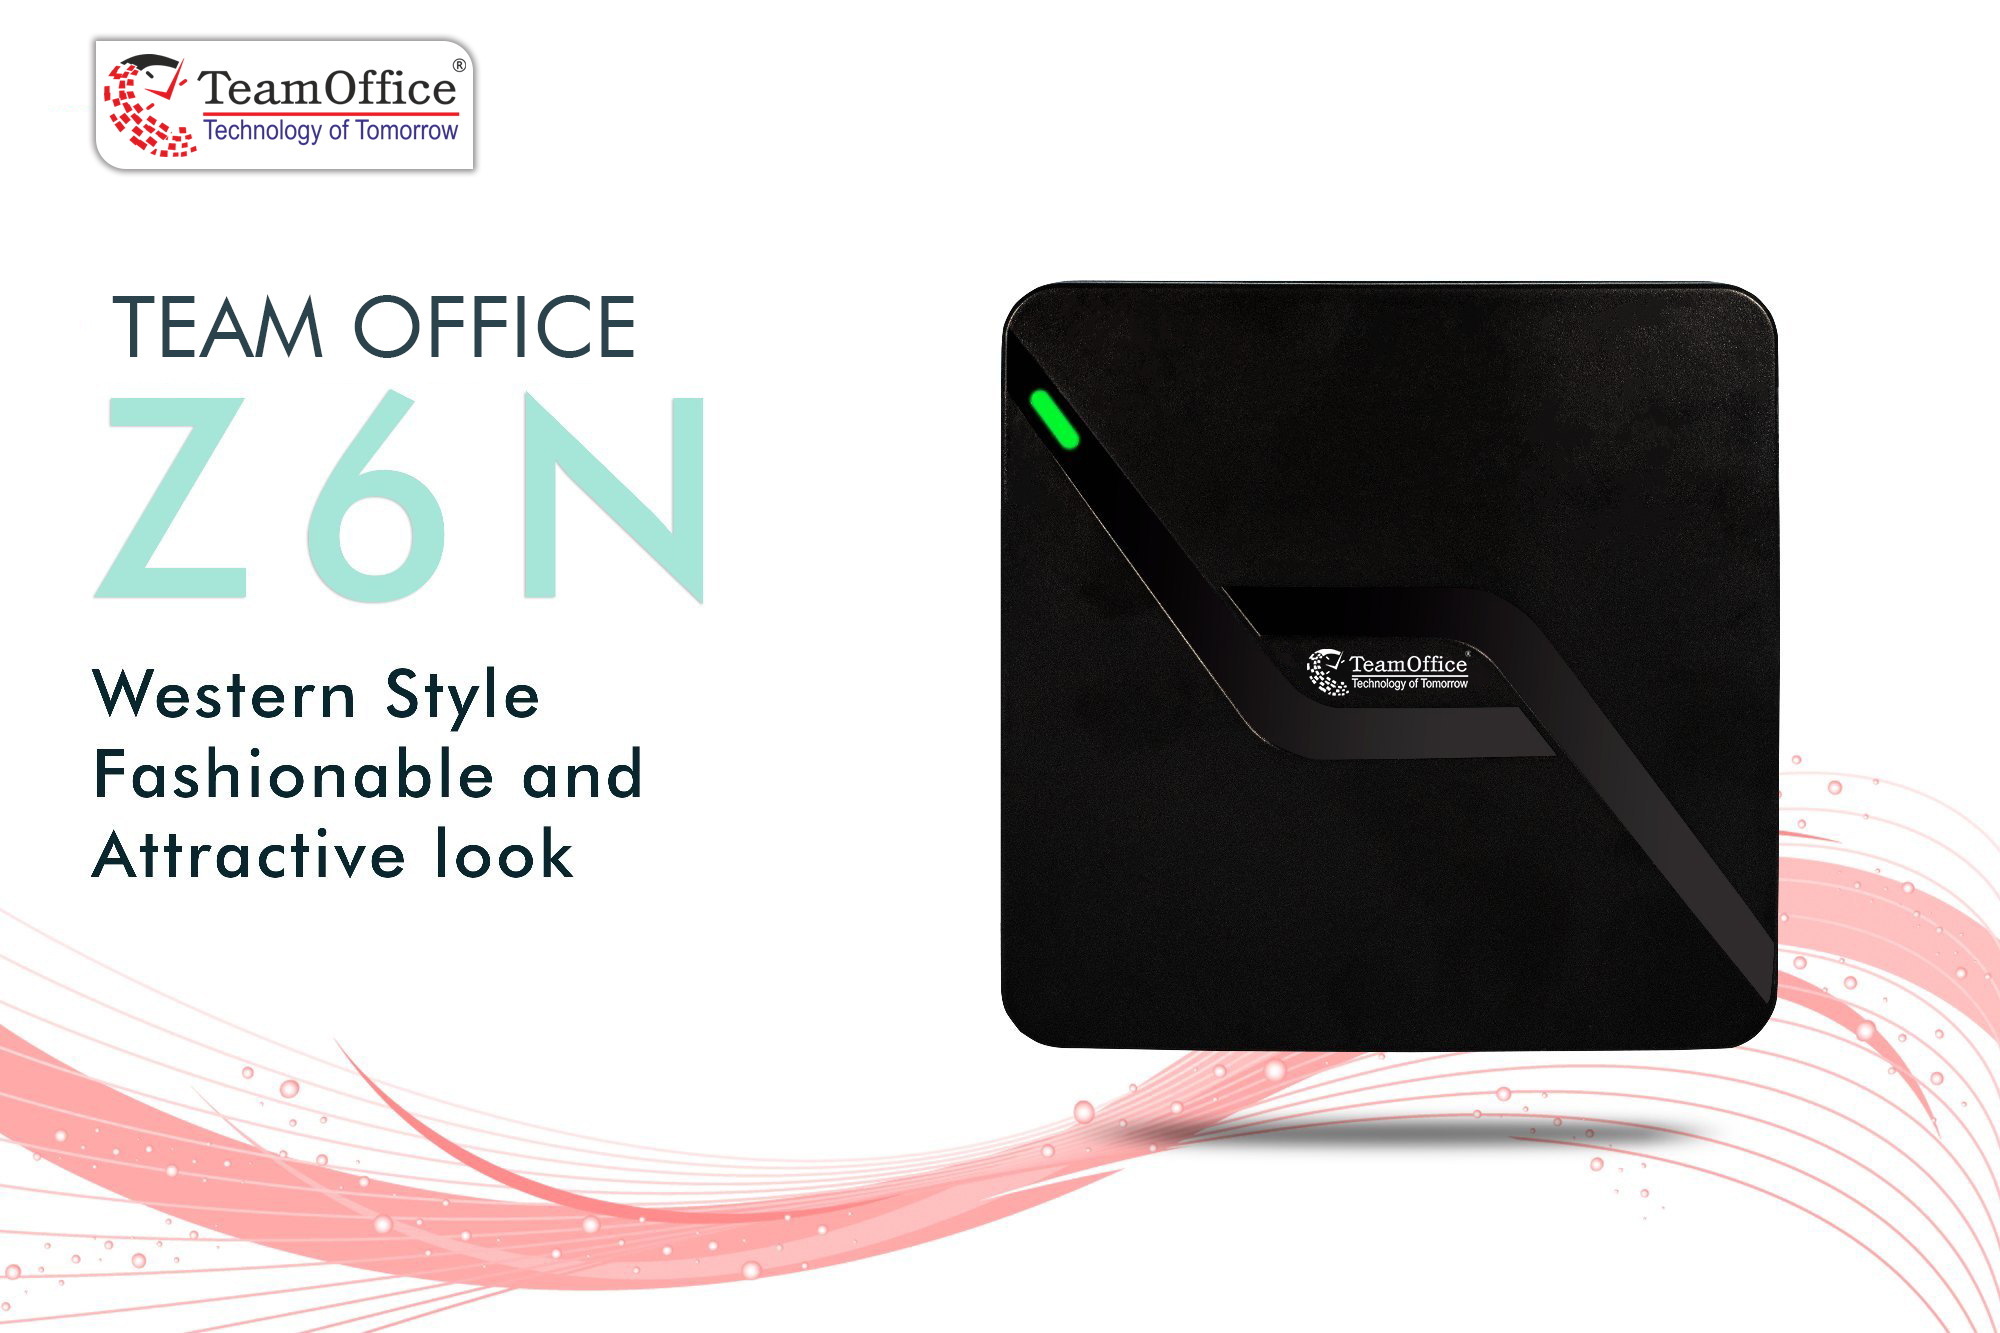 TeamOffice®
Technology of Tomorrow
TEAM OFFICE
Z6N
Western Style
Fashionable and
Attractive look
TeamOffice®
Technology of Tomorrow